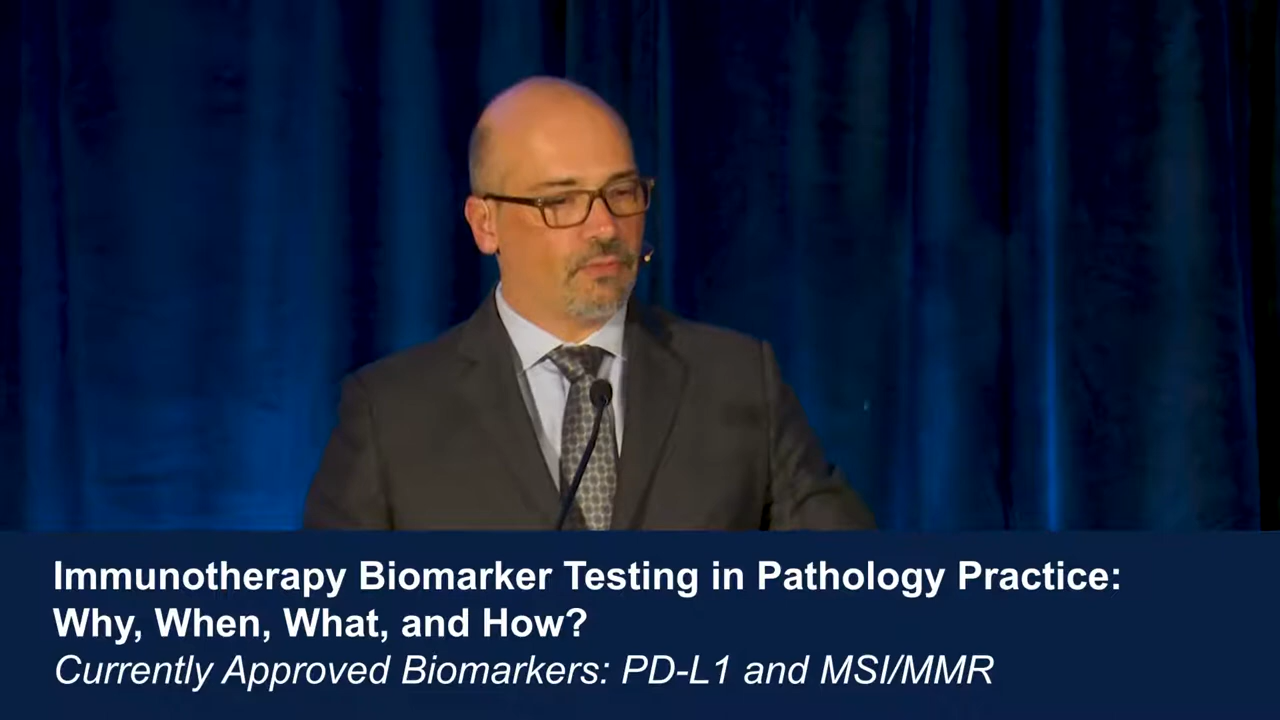 Immunotherapy Biomarker Testing in Pathology Practice:
Why, When, What, and How?
Currently Approved Biomarkers: PD-L1 and MSI/MMR